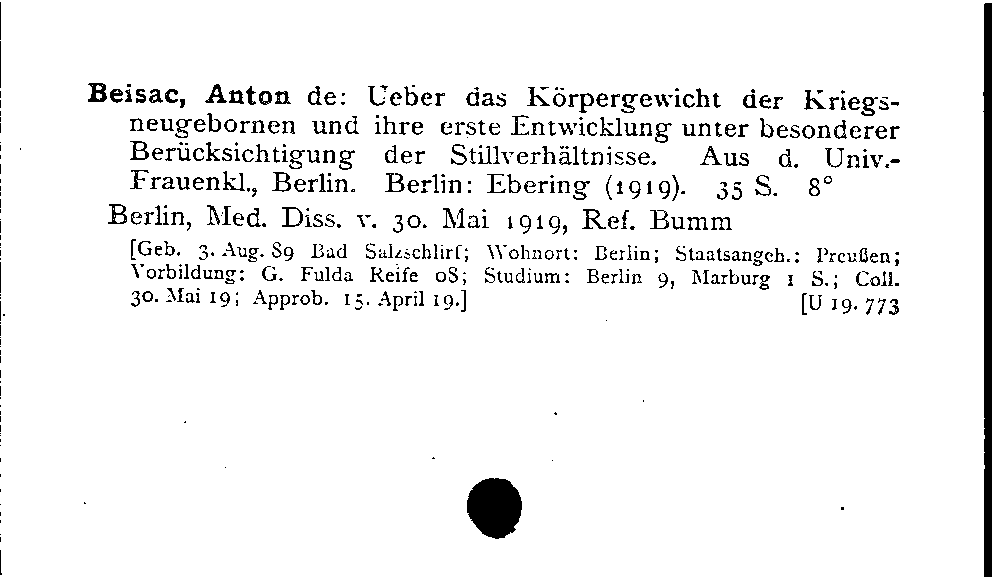 Beisac, Anton de: Ueber das Körpergewicht der Kriegs-
neugebornen und ihre erste Entwicklung unter besonderer
Berücksichtigung der Stillverhältnisse. Aus d. Univ.-
Frauenkl., Berlin. Berlin: Ebering (1919). 35 S. 8°
Berlin, Med. Diss. v. 30. Mai 1919, Ref. Bumm
[Geb. 3. Aug. 89 Bad Salzschlirf; Wohnort: Berlin; Staatsangeh.: Preußen;
Vorbildung: G. Fulda Reife 08; Studium: Berlin 9, Marburg 1 S.; Coll.
30. Mai 19; Approb. 15. April 19.] [U 19. 773